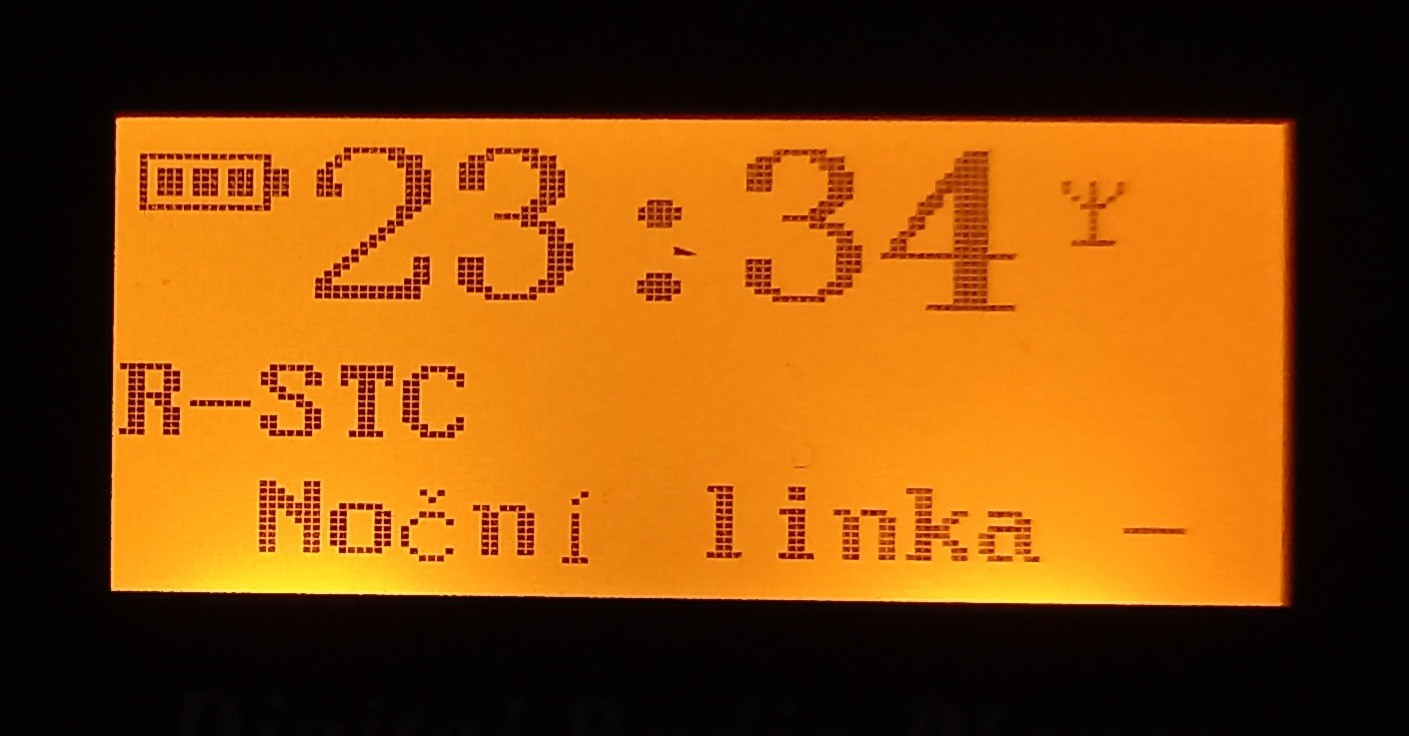 23:34
R-STC
Noční linka -